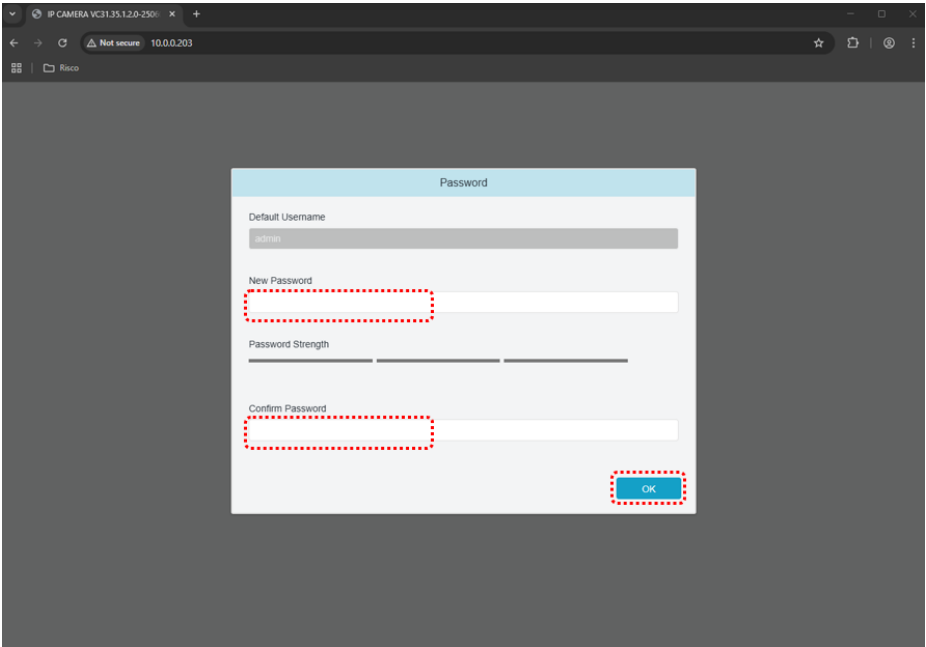 IP CAMERA VC31.35.1.2.0-2506
Not secure 10.0.0.203
Risco
Password
Default Username
admin
New Password
Password Strength
Confirm Password
OK